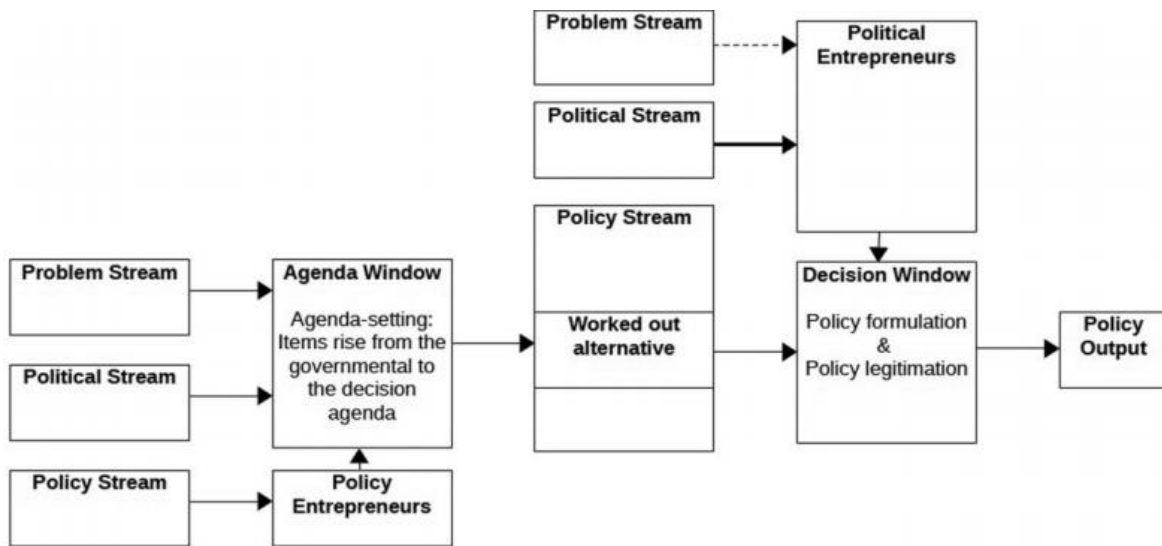 Problem Stream
Political Stream
Policy Stream
Agenda Window
Agenda-setting:
Items rise from the
governmental to
the decision
agenda
Policy
Entrepreneurs
Problem Stream
Political Stream
Policy Stream
Worked out
alternative
Political
Entrepreneurs
Decision Window
Policy formulation
&
Policy legitimation
Policy
Output